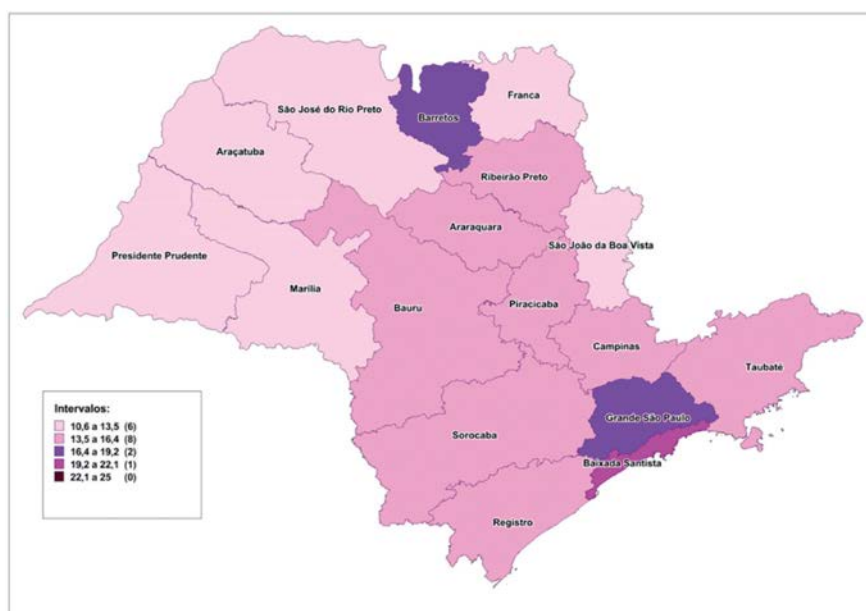 Franca
São José do Rio Preto
Barretos
Araçatuba
Ribeirão Preto
Araraquara
São João da Boa Vista
Presidente Prudente
Marília
Bauru
Piracicaba
Campinas
Taubaté
Grande São Paulo
Sorocaba
Baixada Santista
Registro
Intervalos:
10,6 a 13,5 (6)
13,5 a 16,4 (8)
16,4 a 19,2 (2)
19,2 a 22,1 (1)
22,1 a 25 (0)